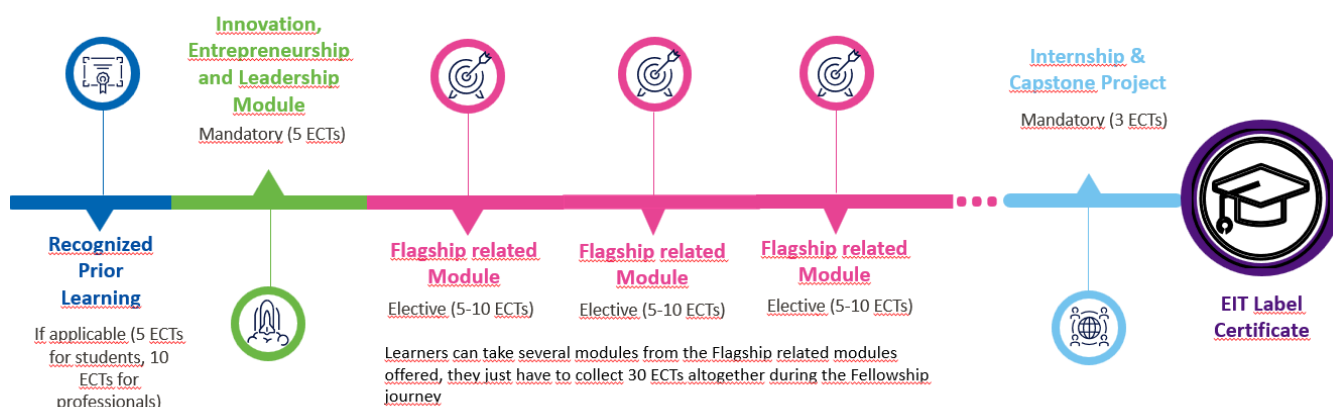 Recognized
Prior
Learning
If applicable (5 ECTs
for students, 10
ECTs for
professionals)
Innovation,
Entrepreneurship
and Leadership
Module
Mandatory (5 ECTs)
Flagship related
Module
Elective (5-10 ECTs)
Flagship related
Module
Elective (5-10 ECTs)
Flagship related
Module
Elective (5-10 ECTs)
Learners can take several modules from the Flagship related modules
offered, they just have to collect 30 ECTs altogether during the Fellowship
journey
Internship &
Capstone Project
Mandatory (3 ECTs)
EIT Label
Certificate